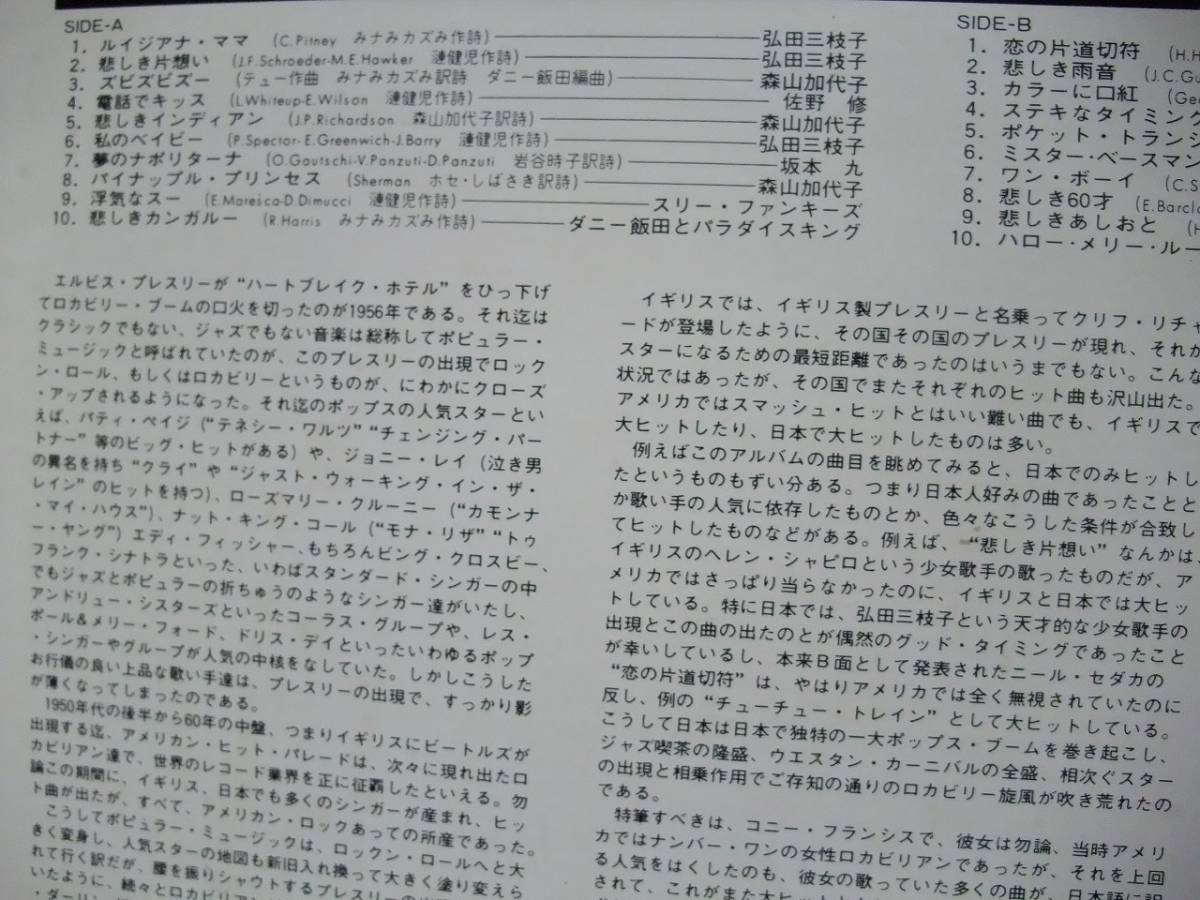 SIDE-A
1. ルイジアナ・ママ (C.Pitney みナみカズみ作詩) 弘田三枝子
2. 悲しき片想い (J.F.Schroeder-M.E.Hawker 漣健児作詩) 弘田三枝子
3. ズビズビズー (テュー作曲 みナみカズみ訳詩 ダニー飯田編曲) 森山加代子
4. 電話でキッス (L.Whiteup-E.Wilson 漣健児作詩) 佐野 修
5. 悲しきインディアン (J.P.Richardson 森山加代子訳詩) 森山加代子
6. 私のベイビー (P.Spector-E.Greenwich-J.Barry 漣健児作詩) 弘田三枝子
7. 夢のナポリターナ (O.Gautschi-V.Panzuti-D.Panzuti 岩谷時子訳詩) 坂本 九
8. パイナップル・プリンセス (Sherman ホセ・しばさき訳詩) 森山加代子
9. 浮気なスー (E.Maresca-D.Dimucci 漣健児作詩) スリー・ファンキーズ
10. 悲しきカンガルー (R.Harris みナみカズみ作詩) ダニー飯田とパラダイスキング
SIDE-B
1. 恋の片道切符 (H.H
2. 悲しき雨音 (J.C.Gu
3. カラーに口紅 (Geo
4. ステキなタイミング
5. ポケット・トランジ
6. ミスター・ベースマン
7. ワン・ボーイ (C.S
8. 悲しき60才 (E.Barcla
9. 悲しきあしおと (H
10. ハロー・メリー・ルー
エルビス・プレスリーが“ハートブレイク・ホテル”をひっ下げ
てロカビリー・ブームの口火を切ったのが1956年である。それ迄は
クラシックでもない、ジャズでもない音楽は総称してポピュラー・
ミュージックと呼ばれていたのが、このプレスリーの出現でロック
ン・ロール、もしくはロカビリーというものが、にわかにクローズ
・アップされるようになった。それ迄のポップスの人気スターとい
えば、パティ・ペイジ(“テネシー・ワルツ”“チェンジング・パー
トナー”等のビッグ・ヒットがある)や、ジョニー・レイ(泣き男
の異名を持ち“クライ”や“ジャスト・ウォーキング・イン・ザ・
レイン”のヒットを持つ)、ローズマリー・クルーニー(“カモンナ
・マイ・ハウス”)、ナット・キング・コール(“モナ・リザ”“トゥ
ー・ヤング”)エディ・フィッシャー、もちろんビング・クロスビー、
フランク・シナトラといった、いわばスタンダード・シンガーの中
でもジャズとポピュラーの折ちゅうのようなシンガー達がいたし、
アンドリュー・シスターズといったコーラス・グループや、レス・
ポール&メリー・フォード、ドリス・デイといったいわゆるポップ
・シンガーやグループが人気の中核をなしていた。しかしこうした
お行儀の良い上品な歌い手達は、プレスリーの出現で、すっかり影
が薄くなってしまったのである。
1950年代の後半から60年の中盤、つまりイギリスにビートルズが
出現する迄、アメリカン・ヒット・パレードは、次々に現れ出たロ
カビリアン達で、世界のレコード業界を正に征覇したといえる。勿
論この期間に、イギリス、日本でも多くのシンガーが産まれ、ヒッ
ト曲が出たが、すべて、アメリカン・ロックあっての所産であった。
こうしてポピュラー・ミュージックは、ロックン・ロールへと大
きく変身し、人気スターの地図も新旧入れ換って大きく塗り変えら
れて行く訳だが、腰を振りシャウトするプレスリーの出
いたように、続々とロカビリア
イギリスでは、イギリス製プレスリーと名乗ってクリフ・リチャ
ードが登場したように、その国その国のプレスリーが現れ、それが
スターになるための最短距離であったのはいうまでもない。こんな
状況ではあったが、その国でまたそれぞれのヒット曲も沢山出た。
アメリカではスマッシュ・ヒットとはいい難い曲でも、イギリスで
大ヒットしたり、日本で大ヒットしたものは多い。
例えばこのアルバムの曲目を眺めてみると、日本でのみヒットし
たというものもずい分ある。つまり日本人好みの曲であったことと
か歌い手の人気に依存したものとか、色々なこうした条件が合致し
てヒットしたものなどがある。例えば、“悲しき片想い”なんかは、
イギリスのヘレン・シャピロという少女歌手の歌ったものだが、ア
メリカではさっぱり当らなかったのに、イギリスと日本では大ヒッ
トしている。特に日本では、弘田三枝子という天才的な少女歌手の
出現とこの曲の出たのとが偶然のグッド・タイミングであったこと
が幸いしているし、本来B面として発表されたニール・セダカの
“恋の片道切符”は、やはりアメリカでは全く無視されていたのに
反し、例の“チューチュー・トレイン”として大ヒットしている。
こうして日本は日本で独特の一大ポップス・ブームを巻き起こし、
ジャズ喫茶の隆盛、ウエスタン・カーニバルの全盛、相次ぐスター
の出現と相乗作用でご存知の通りのロカビリー旋風が吹き荒れたの
である。
特筆すべきは、コニー・フランシスで、彼女は勿論、当時アメリ
カではナンバー・ワンの女性ロカビリアンであったが、それを上回
る人気をはくしたのも、彼女の歌っていた多くの曲が、日本語に訳
されて、これがまた大ヒット